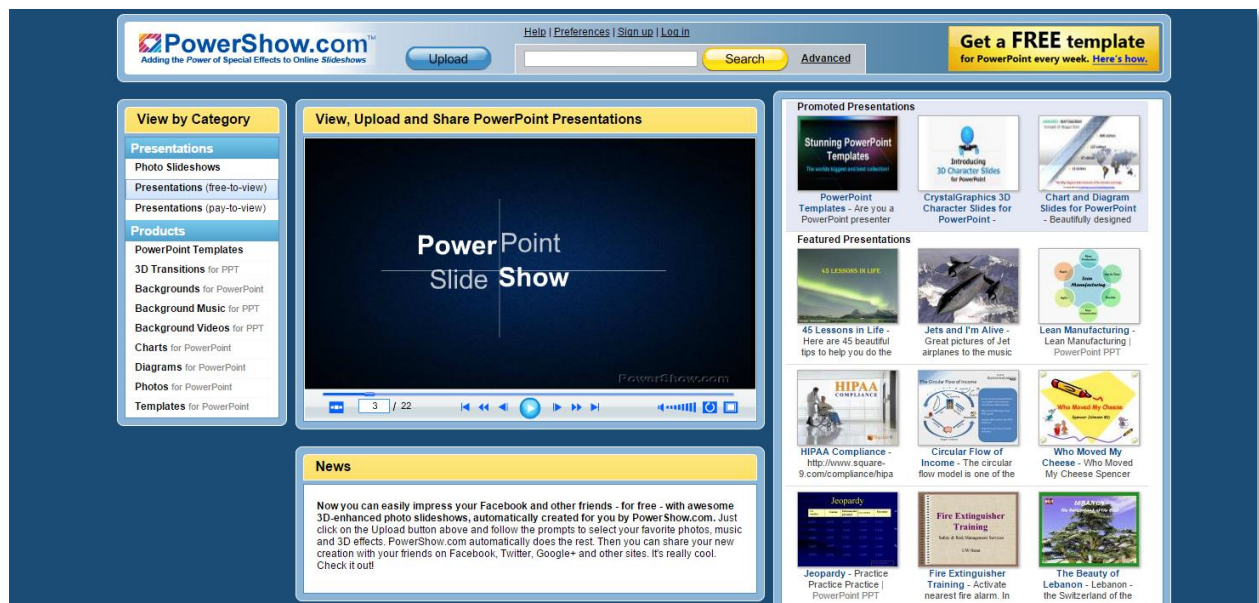 PowerShow.com™
Adding the Power of Special Effects to Online Slideshows
Upload
Help | Preferences | Sign up | Log in
Search
Advanced
Get a FREE template
for PowerPoint every week. Here's how.
View by Category
Presentations
Photo Slideshows
Presentations (free-to-view)
Presentations (pay-to-view)
Products
PowerPoint Templates
3D Transitions for PPT
Backgrounds for PowerPoint
Background Music for PPT
Background Videos for PPT
Charts for PowerPoint
Diagrams for PowerPoint
Photos for PowerPoint
Templates for PowerPoint
View, Upload and Share PowerPoint Presentations
PowerPoint
Slide Show
PowerShow.com
3 / 22
News
Now you can easily impress your Facebook and other friends - for free - with awesome
3D-enhanced photo slideshows, automatically created for you by PowerShow.com. Just
click on the Upload button above and follow the prompts to select your favorite photos, music
and 3D effects. PowerShow.com automatically does the rest. Then you can share your new
creation with your friends on Facebook, Twitter, Google+ and other sites. It's really cool.
Check it out!
Promoted Presentations
Stunning PowerPoint
Templates
The worlds biggest and best collection!
PowerPoint
Templates - Are you a
PowerPoint presenter
Introducing
3D Character Slides
for PowerPoint
CrystalGraphics 3D
Character Slides for
PowerPoint -
Chart and Diagram
Slides for PowerPoint
- Beautifully designed
Featured Presentations
45 LESSONS IN LIFE
45 Lessons in Life -
Here are 45 beautiful
tips to help you do the
Jets and I'm Alive -
Great pictures of Jet
airplanes to the music
Lean
Manufacturing
Lean Manufacturing -
Lean Manufacturing |
PowerPoint PPT
HIPAA
COMPLIANCE
HIPAA Compliance -
http://www.square-
9.com/compliance/hipa
The Circular Flow of Income
Circular Flow of
Income - The circular
flow model is one of the
Who Moved My Cheese
Spencer Johnson MD
Who Moved My
Cheese - Who Moved
My Cheese Spencer
Jeopardy
Jeopardy - Practice
Practice Practice |
PowerPoint PPT
Fire Extinguisher
Training
Safety & Risk Management Services
Fire Extinguisher
Training - Activate
nearest fire alarm. In
LEBANON
The Beauty of
Lebanon - Lebanon -
the Switzerland of the